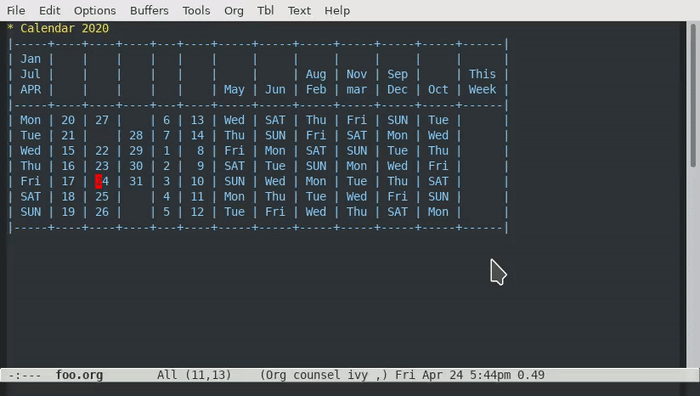 File Edit Options Buffers Tools Org Tbl Text Help
* Calendar 2020
|-----+----+----+----+---+----+-----+-----+-----+-----+-----+-----+------|
| Jan |    |    |    |   |    |     |     |     |     |     |     |      |
| Jul |    |    |    |   |    |     |     | Aug | Nov | Sep |     | This |
| APR |    |    |    |   |    | May | Jun | Feb | mar | Dec | Oct | Week |
|-----+----+----+----+---+----+-----+-----+-----+-----+-----+-----+------|
| Mon | 20 | 27 |    | 6 | 13 | Wed | SAT | Thu | Fri | SUN | Tue |      |
| Tue | 21 |    | 28 | 7 | 14 | Thu | SUN | Fri | SAT | Mon | Wed |      |
| Wed | 15 | 22 | 29 | 1 |  8 | Fri | Mon | SAT | SUN | Tue | Thu |      |
| Thu | 16 | 23 | 30 | 2 |  9 | SAT | Tue | SUN | Mon | Wed | Fri |      |
| Fri | 17 | 4 | 31 | 3 | 10 | SUN | Wed | Mon | Tue | Thu | SAT |      |
| SAT | 18 | 25 |    | 4 | 11 | Mon | Thu | Tue | Wed | Fri | SUN |      |
| SUN | 19 | 26 |    | 5 | 12 | Tue | Fri | Wed | Thu | SAT | Mon |      |
|-----+----+----+----+---+----+-----+-----+-----+-----+-----+-----+------|
-:--- foo.org All (11,13) (Org counsel ivy ,) Fri Apr 24 5:44pm 0.49